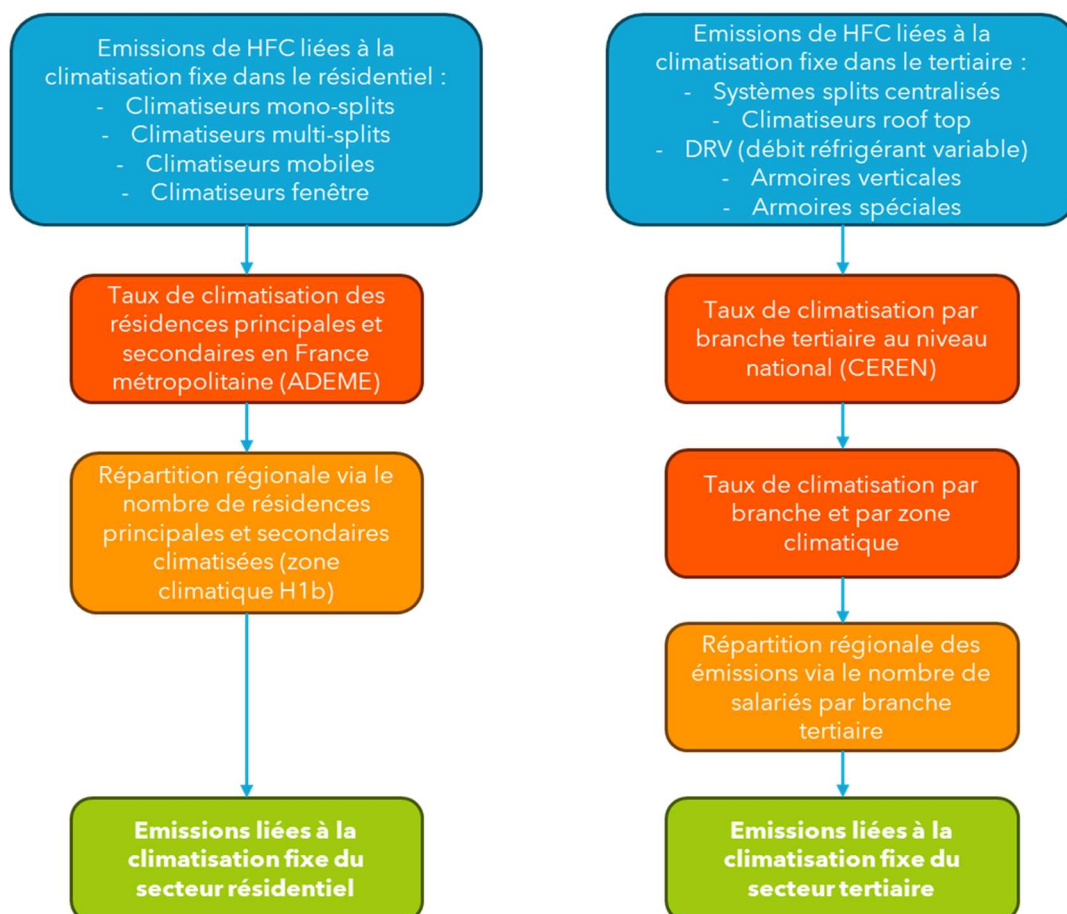 Emissions de HFC liées à la
climatisation fixe dans le résidentiel :
- Climatiseurs mono-splits
- Climatiseurs multi-splits
- Climatiseurs mobiles
- Climatiseurs fenêtre
Taux de climatisation des
résidences principales et
secondaires en France
métropolitaine (ADEME)
Répartition régionale via le
nombre de résidences
principales et secondaires
climatisées (zone
climatique H1b)
Emissions liées à la
climatisation fixe du
secteur résidentiel
Emissions de HFC liées à la
climatisation fixe dans le tertiaire :
- Systèmes splits centralisés
- Climatiseurs roof top
- DRV (débit réfrigérant variable)
- Armoires verticales
- Armoires spéciales
Taux de climatisation par
branche tertiaire au niveau
national (CEREN)
Taux de climatisation par
branche et par zone
climatique
Répartition régionale des
émissions via le nombre de
salariés par branche
tertiaire
Emissions liées à la
climatisation fixe du
secteur tertiaire